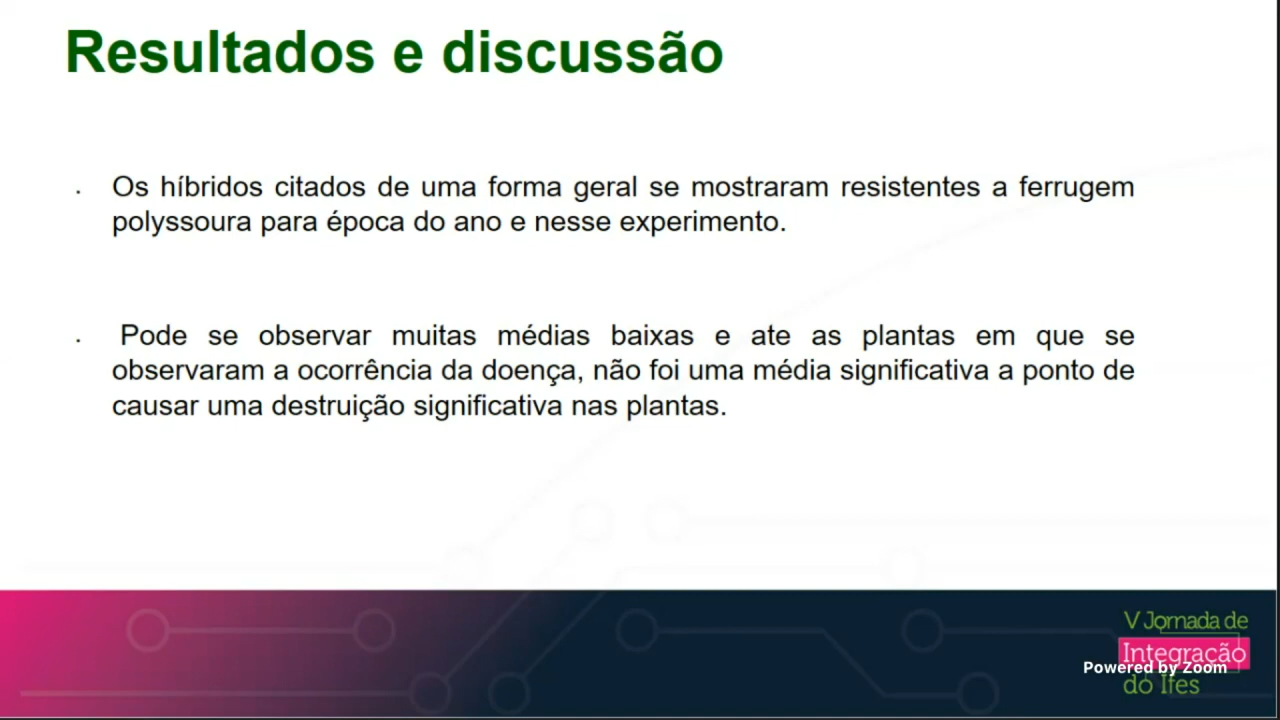 Resultados e discussão
. Os híbridos citados de uma forma geral se mostraram resistentes a ferrugem
polyssoura para época do ano e nesse experimento.
. Pode se observar muitas médias baixas e ate as plantas em que se
observaram a ocorrência da doença, não foi uma média significativa a ponto de
causar uma destruição significativa nas plantas.
V Jornada de
Integração
Powered by Zoom
do Ifes